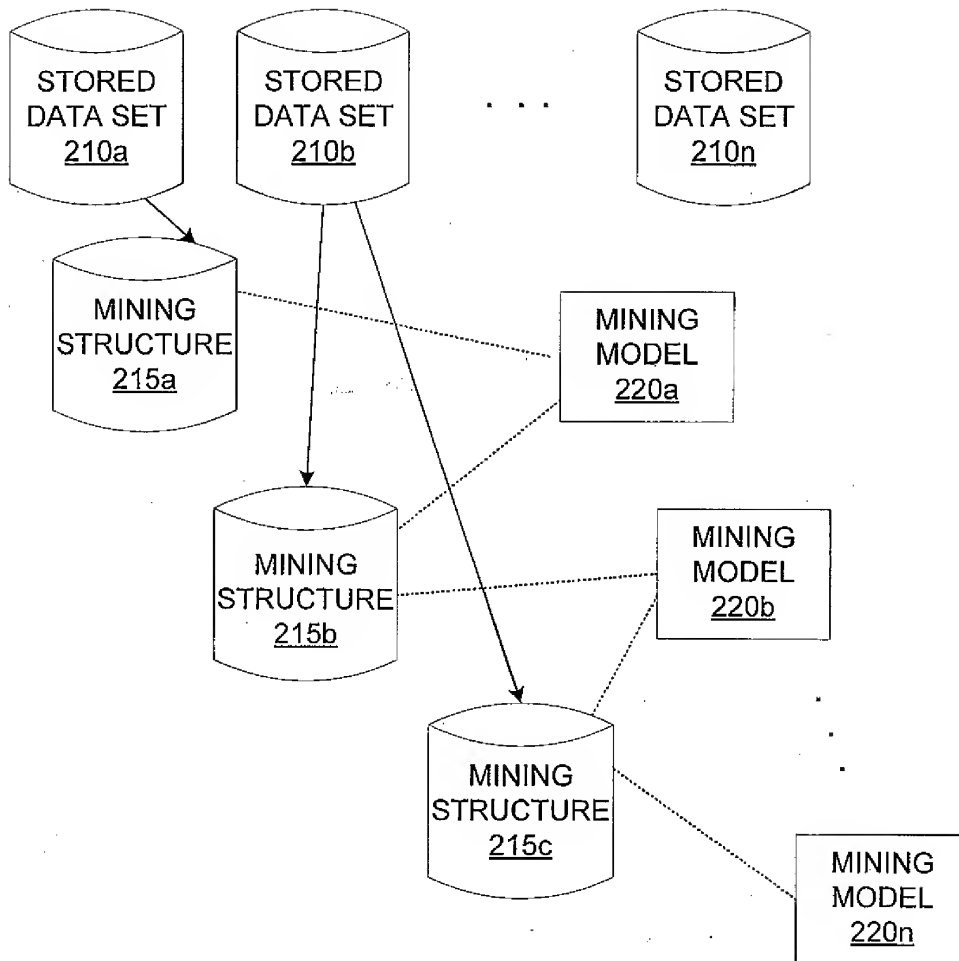 STORED
DATA SET
210a
STORED
DATA SET
210b
. . .
STORED
DATA SET
210n
MINING
STRUCTURE
215a
MINING
MODEL
220a
MINING
STRUCTURE
215b
MINING
MODEL
220b
MINING
STRUCTURE
215c
MINING
MODEL
220n